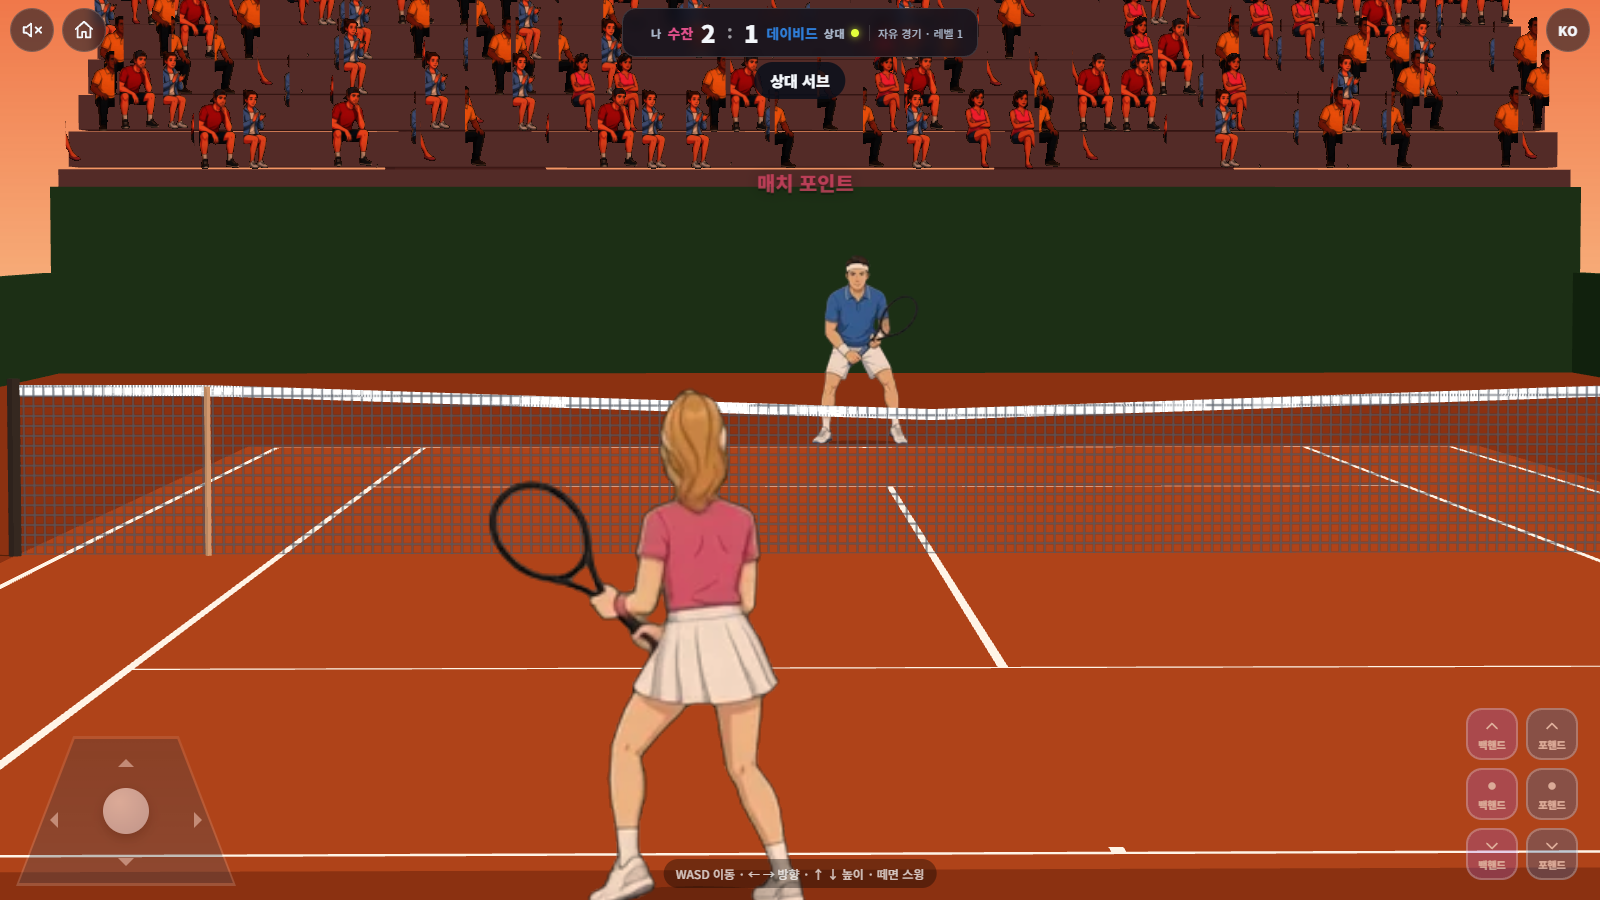 나 수잔 2 : 1 데이비드 상대 자유 경기 · 레벨 1
KO
상대 서브
매치 포인트
백핸드 포핸드
백핸드 포핸드
백핸드 포핸드
WASD 이동 · ←→ 방향 · ↑↓ 높이 · 떼면 스윙